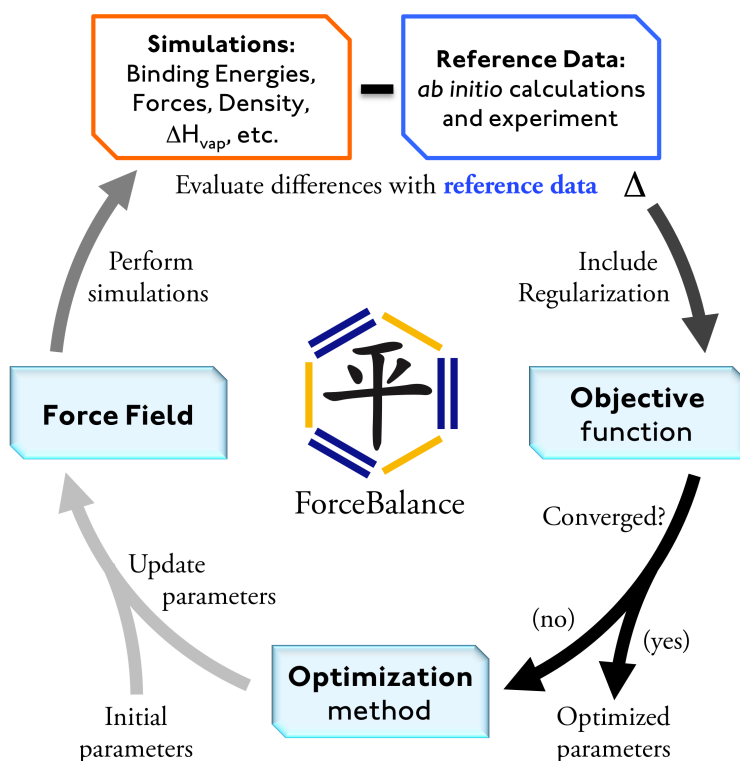 Simulations:
Binding Energies,
Forces, Density,
ΔHvap, etc.
Reference Data:
ab initio calculations
and experiment
Evaluate differences with reference data Δ
Perform
simulations
Include
Regularization
Force Field
平
ForceBalance
Objective
function
Converged?
(no)
(yes)
Update
parameters
Optimization
method
Initial
parameters
Optimized
parameters